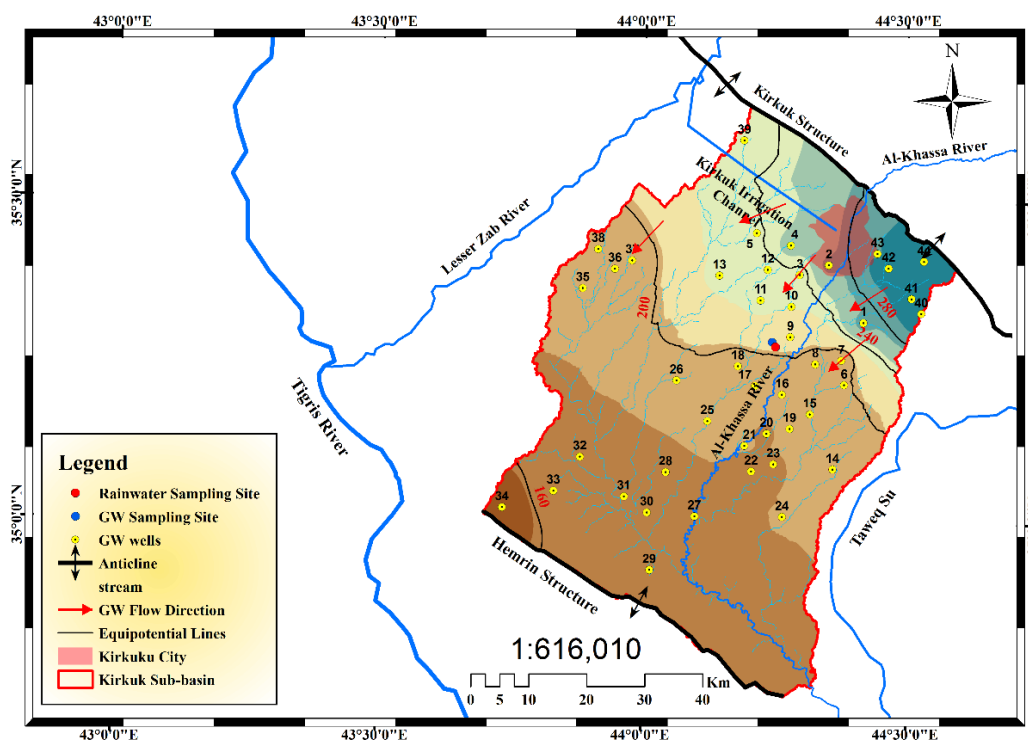 43°0'0"E 43°30'0"E 44°0'0"E 44°30'0"E
N
Kirkuk Structure
39
Al-Khassa River
35°30'0"N
35°30'0"N
Kirkuk Irrigation
Channel
Lesser Zab River
4
5
38
36
43
2
44
42
12
3
13
35
41
11
10
40
200
280
1
9
240
18
8
7
26
17
6
16
Al-Khassa River
15
25
Tigris River
20
19
21
32
28
22
23
14
33
31
34
160
30
27
24
Taweq Su
35°0'0"N
35°0'0"N
Hemrin Structure
29
Legend
Rainwater Sampling Site
GW Sampling Site
GW wells
Anticline
stream
GW Flow Direction
Equipotential Lines
Kirkuku City
Kirkuk Sub-basin
1:616,010
Km
0 5 10 20 30 40
43°0'0"E 43°30'0"E 44°0'0"E 44°30'0"E